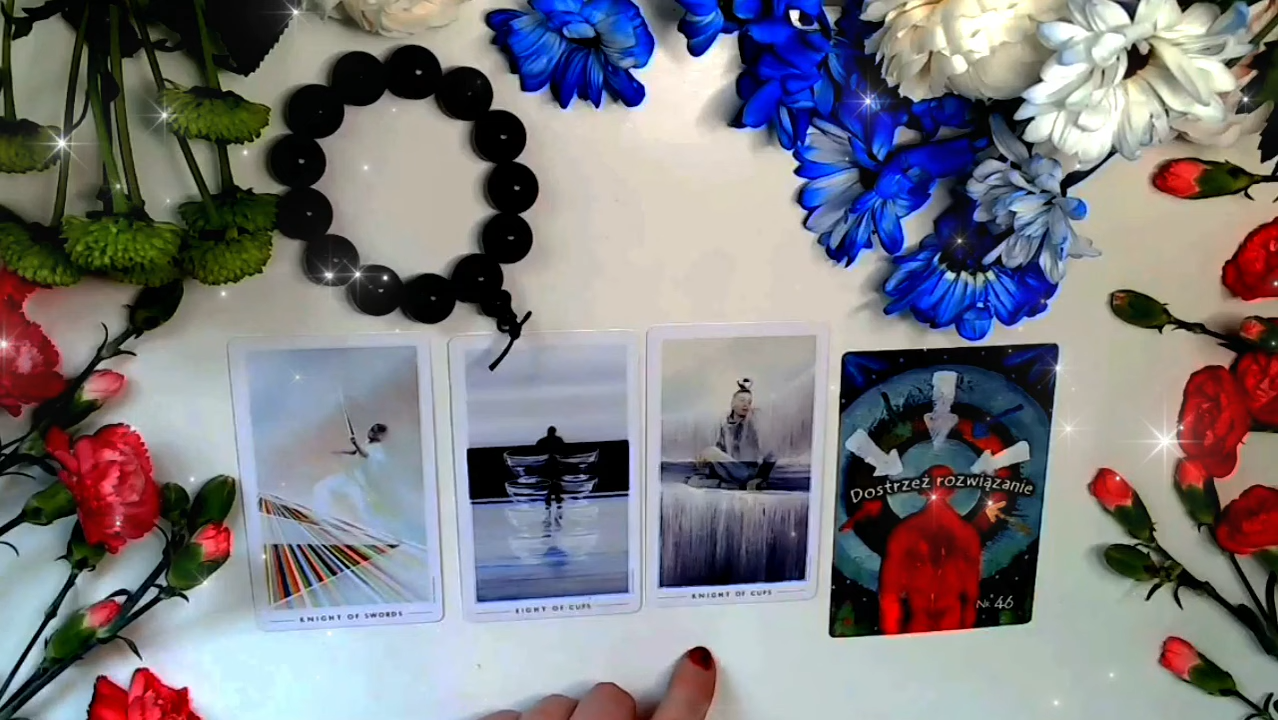 KNIGHT OF SWORDS
EIGHT OF CUPS
KNIGHT OF CUPS
Dostrzeż rozwiązanie
Nr 46